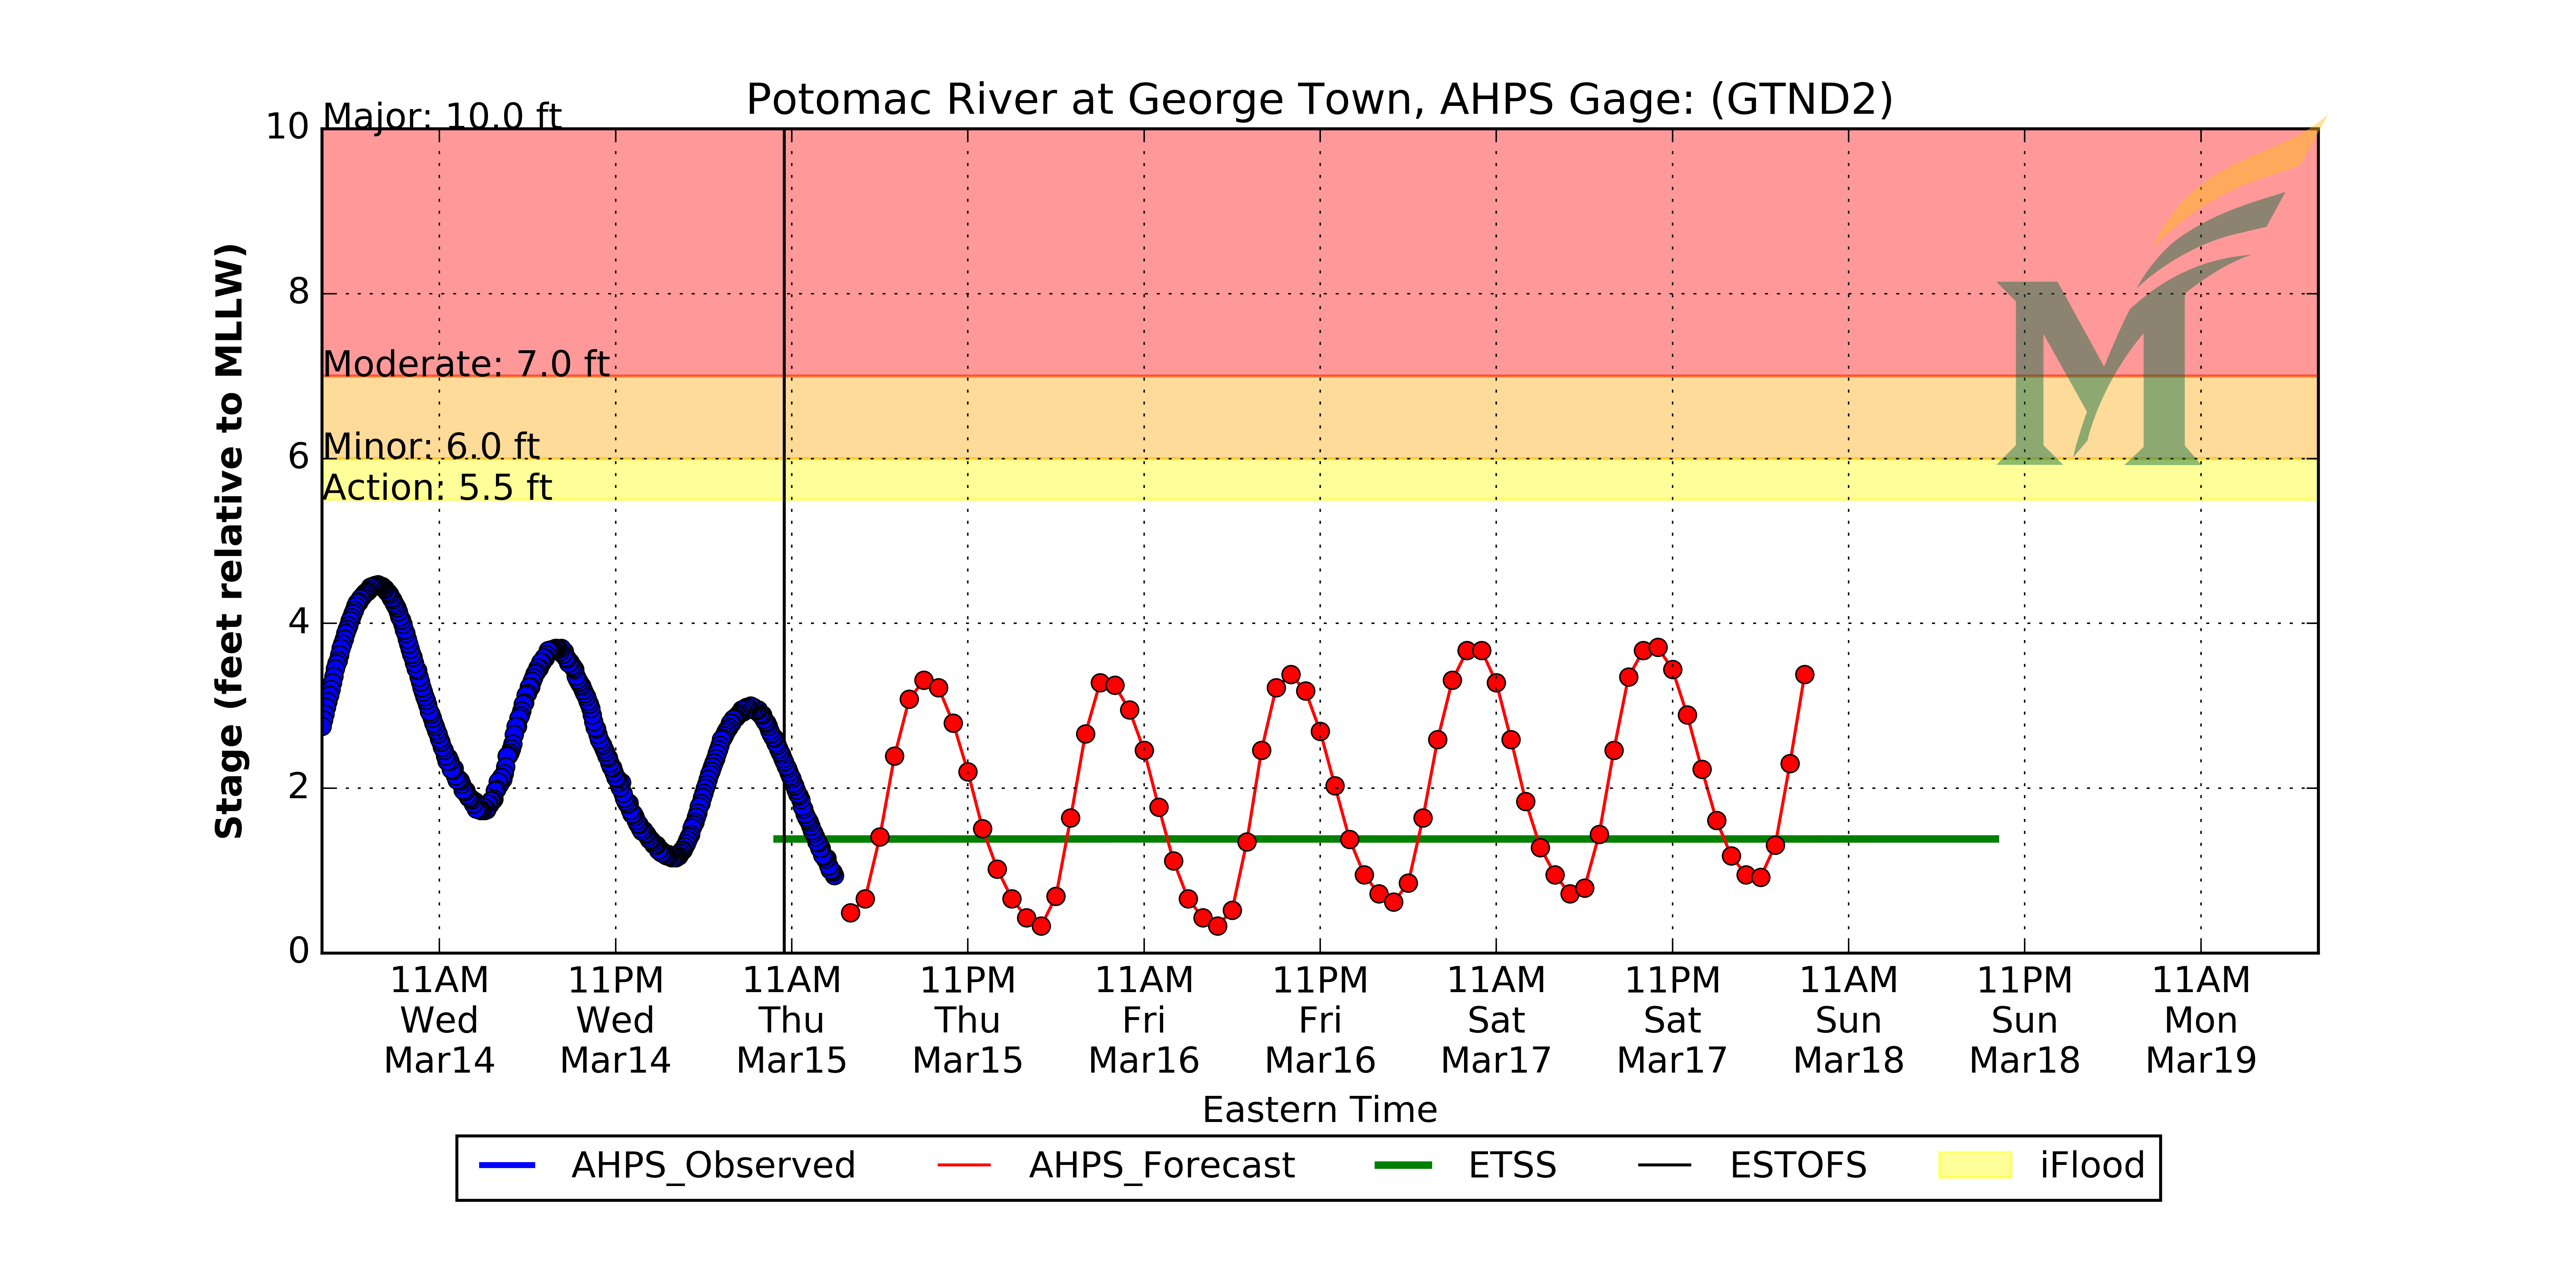 Potomac River at George Town, AHPS Gage: (GTND2)
Major: 10.0 ft
Moderate: 7.0 ft
Minor: 6.0 ft
Action: 5.5 ft
Stage (feet relative to MLLW)
10
8
6
4
2
0
11AM 11PM 11AM 11PM 11AM 11PM 11AM 11PM 11AM 11PM 11AM
Wed Wed Thu Thu Fri Fri Sat Sat Sun Sun Mon
Mar14 Mar14 Mar15 Mar15 Mar16 Mar16 Mar17 Mar17 Mar18 Mar18 Mar19
Eastern Time
AHPS_Observed AHPS_Forecast ETSS ESTOFS iFlood
M